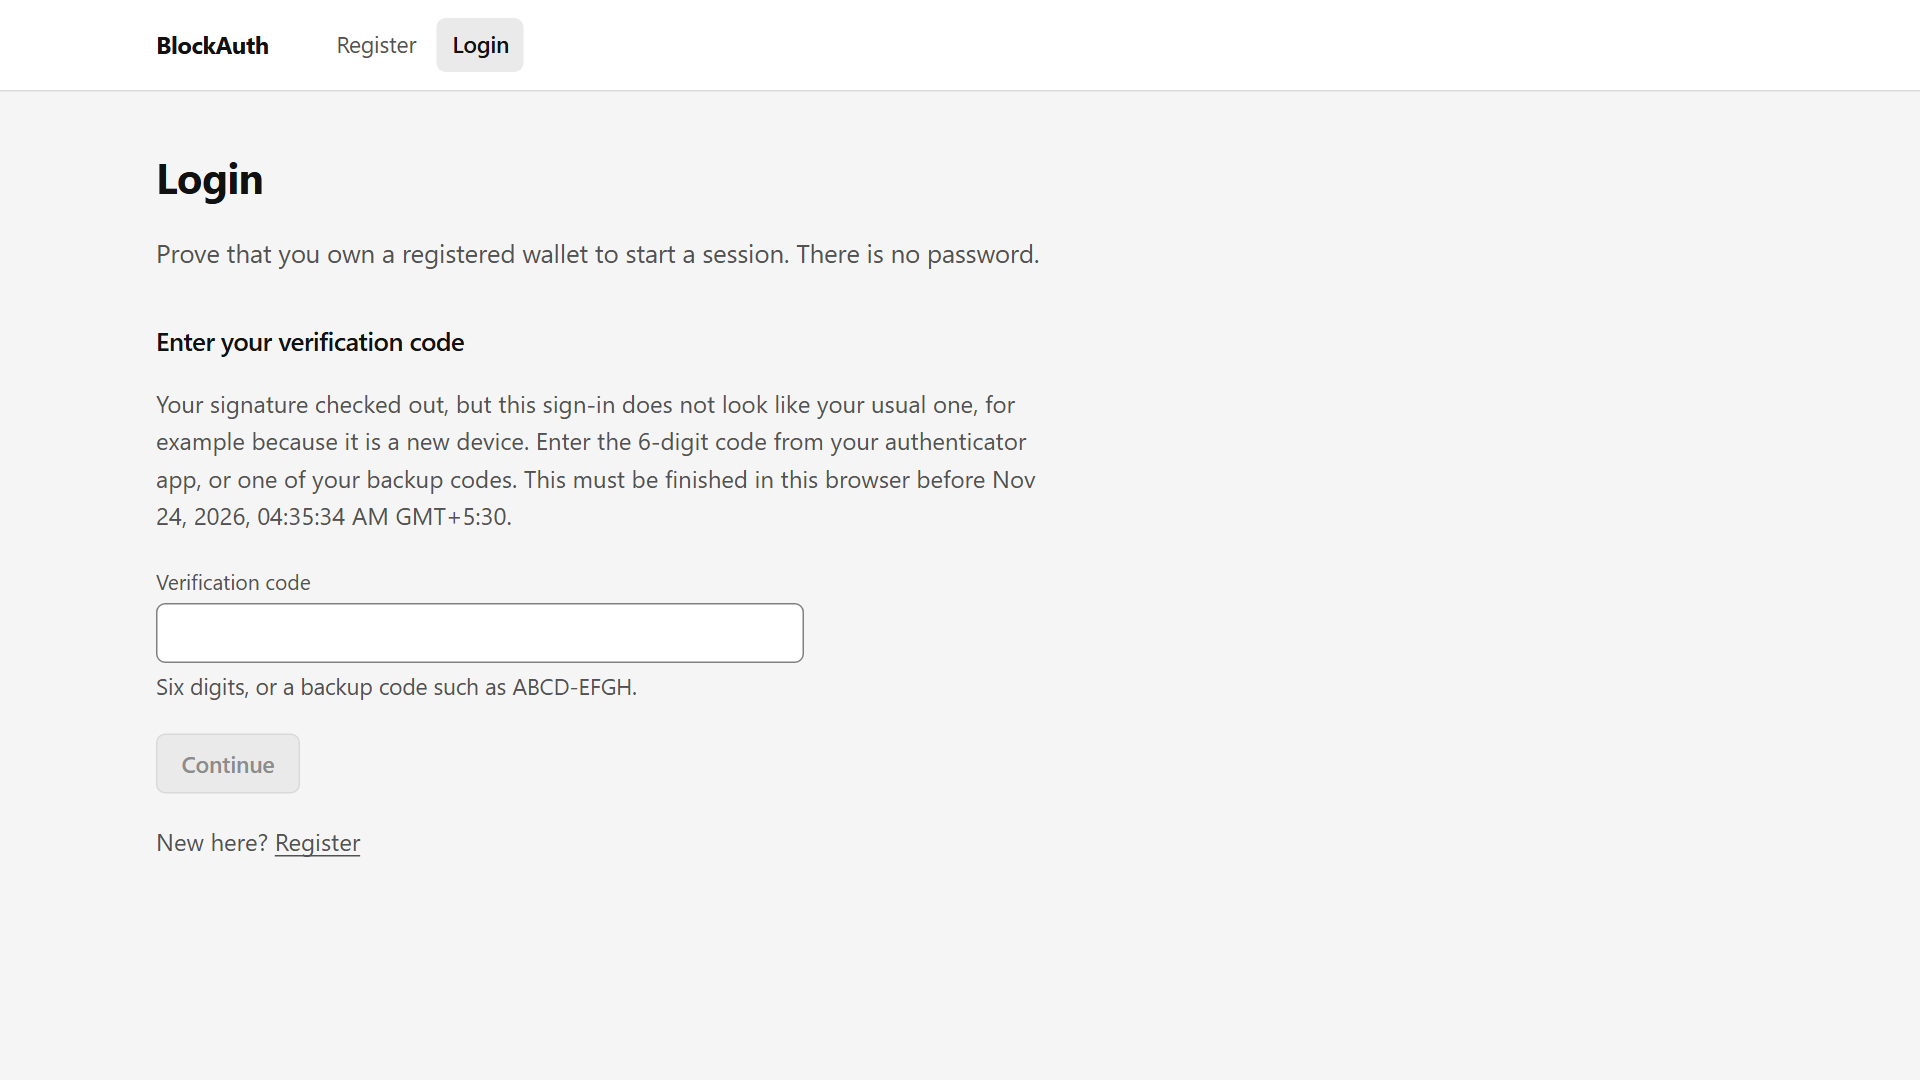 BlockAuth
Register
Login
Login
Prove that you own a registered wallet to start a session. There is no password.
Enter your verification code
Your signature checked out, but this sign-in does not look like your usual one, for
example because it is a new device. Enter the 6-digit code from your authenticator
app, or one of your backup codes. This must be finished in this browser before Nov
24, 2026, 04:35:34 AM GMT+5:30.
Verification code
Six digits, or a backup code such as ABCD-EFGH.
Continue
New here? Register